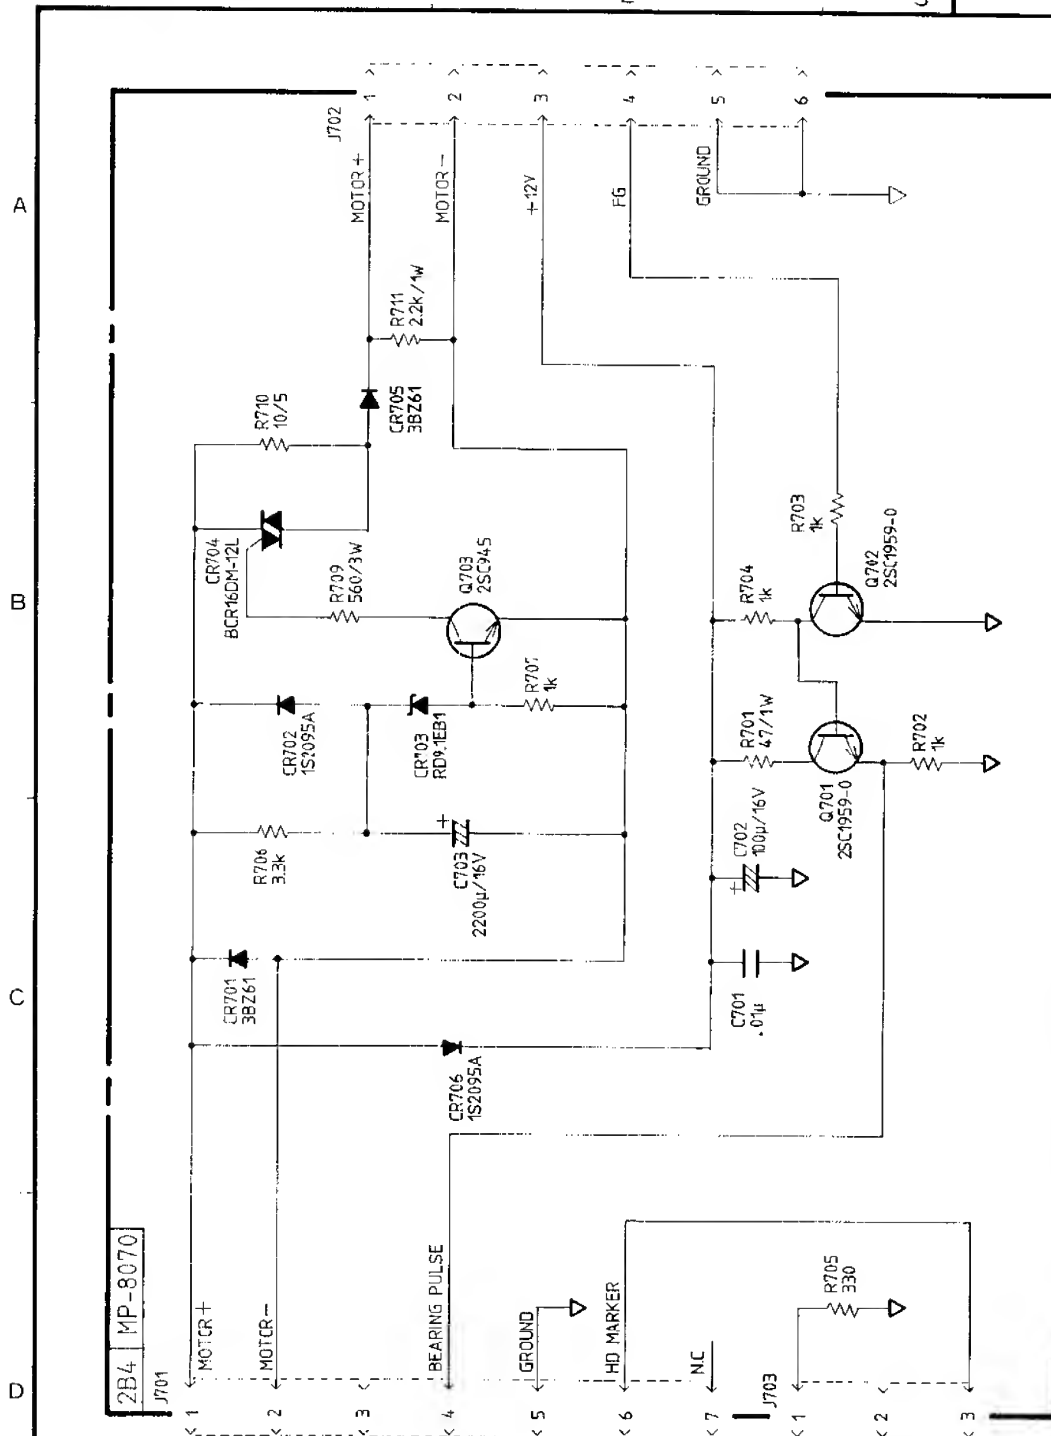 A
B
C
D
2B4 MP-8070
J701
1
2
3
4
5
6
7
MOTOR+
MOTOR-
BEARING PULSE
GROUND
HD MARKER
N.C
J703
1
2
3
R705
330
CR701
3BZ61
CR706
1S2095A
R706
3.3k
C703
2200µ/16V
+
CR702
1S2095A
CR703
RD9.1EB1
R707
1k
Q703
2SC945
R709
560/3W
CR704
BCR16DM-12L
R710
10/5
CR705
3BZ61
R711
2.2k/1W
C701
.01µ
C702
100µ/16V
+
R701
47/1W
Q701
2SC1959-0
R702
1k
R704
1k
R703
1k
Q702
2SC1959-0
J702
1
2
3
4
5
6
MOTOR+
MOTOR-
+12V
FG
GROUND